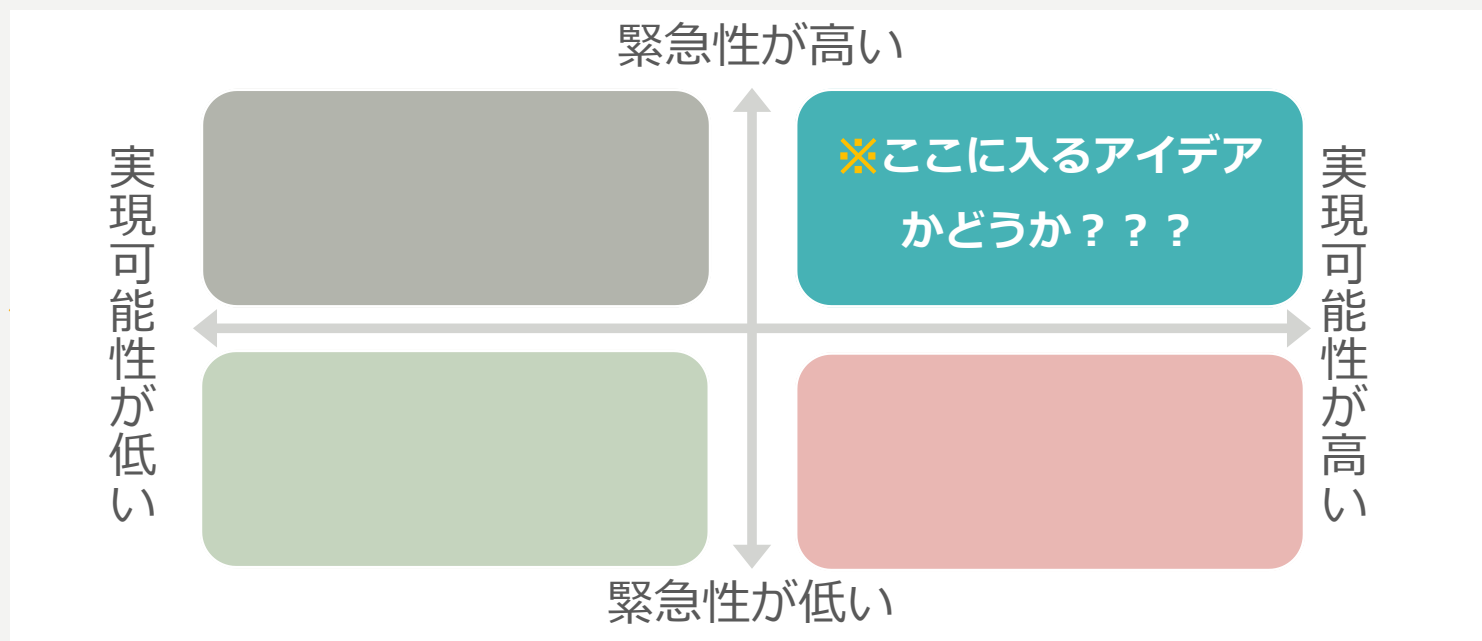 緊急性が高い
実現可能性が低い
※ここに入るアイデア
かどうか？？？
実現可能性が高い
緊急性が低い